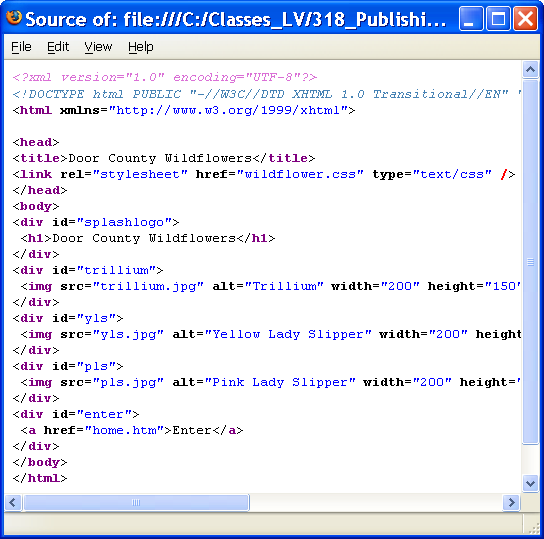 Source of: file:///C:/Classes_LV/318_Publishi...
File Edit View Help
<?xml version="1.0" encoding="UTF-8"?>
<!DOCTYPE html PUBLIC "-//W3C//DTD XHTML 1.0 Transitional//EN" "
<html xmlns="http://www.w3.org/1999/xhtml">
<head>
<title>Door County Wildflowers</title>
<link rel="stylesheet" href="wildflower.css" type="text/css" />
</head>
<body>
<div id="splashlogo">
<h1>Door County Wildflowers</h1>
</div>
<div id="trillium">
<img src="trillium.jpg" alt="Trillium" width="200" height="150"
</div>
<div id="yls">
<img src="yls.jpg" alt="Yellow Lady Slipper" width="200" height
</div>
<div id="pls">
<img src="pls.jpg" alt="Pink Lady Slipper" width="200" height="
</div>
<div id="enter">
<a href="home.htm">Enter</a>
</div>
</body>
</html>